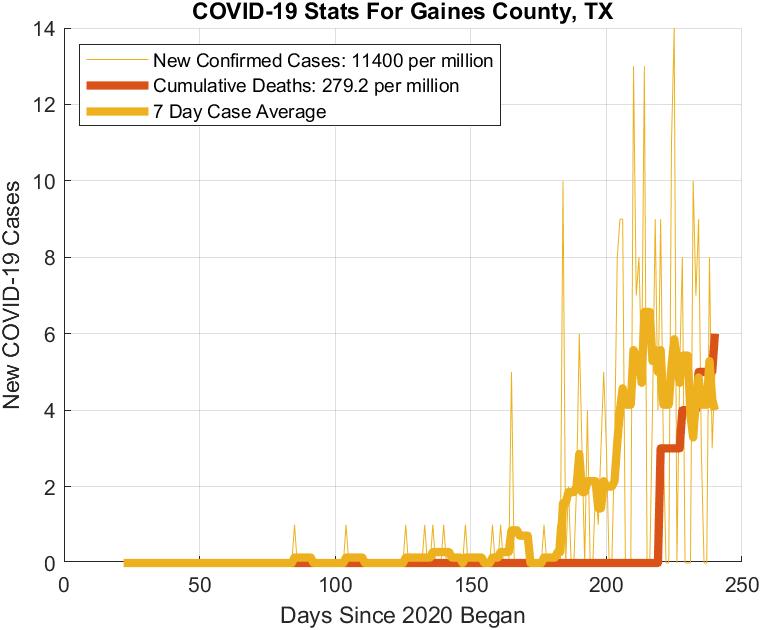 COVID-19 Stats For Gaines County, TX
New Confirmed Cases: 11400 per million
Cumulative Deaths: 279.2 per million
7 Day Case Average
New COVID-19 Cases
14
12
10
8
6
4
2
0
0 50 100 150 200 250
Days Since 2020 Began